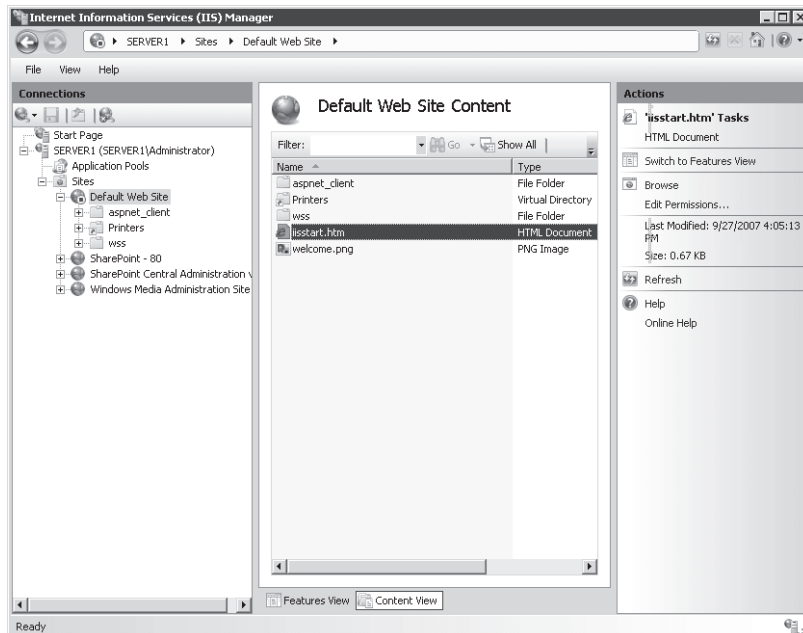 Internet Information Services (IIS) Manager
SERVER1 Sites Default Web Site
File View Help
Connections
Start Page
SERVER1 (SERVER1\Administrator)
Application Pools
Sites
Default Web Site
aspnet_client
Printers
wss
SharePoint - 80
SharePoint Central Administration v
Windows Media Administration Site
Default Web Site Content
Filter: Go Show All
Name Type
aspnet_client File Folder
Printers Virtual Directory
wss File Folder
iisstart.htm HTML Document
welcome.png PNG Image
Features View Content View
Actions
'iisstart.htm' Tasks
HTML Document
Switch to Features View
Browse
Edit Permissions...
Last Modified: 9/27/2007 4:05:13
PM
Size: 0.67 KB
Refresh
Help
Online Help
Ready